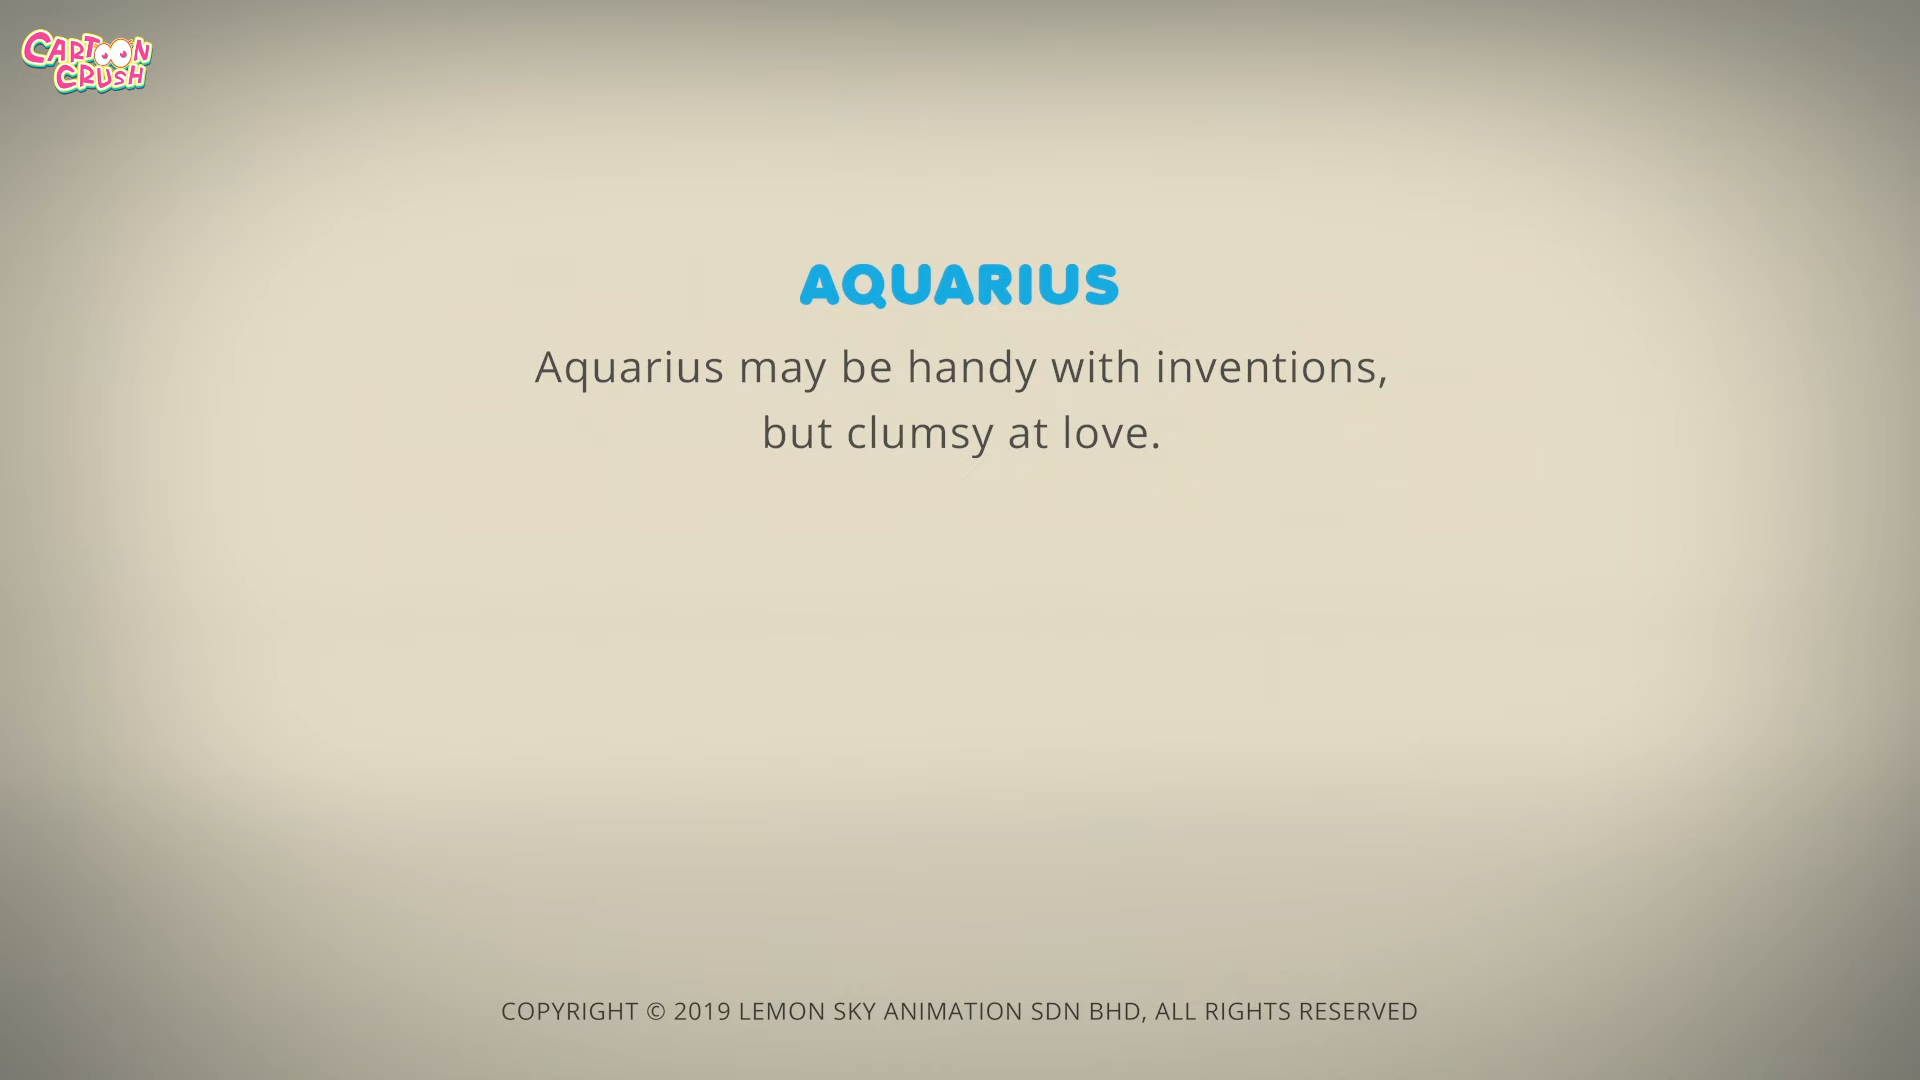 CARTOON
CRUSH
AQUARIUS
Aquarius may be handy with inventions,
but clumsy at love.
COPYRIGHT © 2019 LEMON SKY ANIMATION SDN BHD, ALL RIGHTS RESERVED